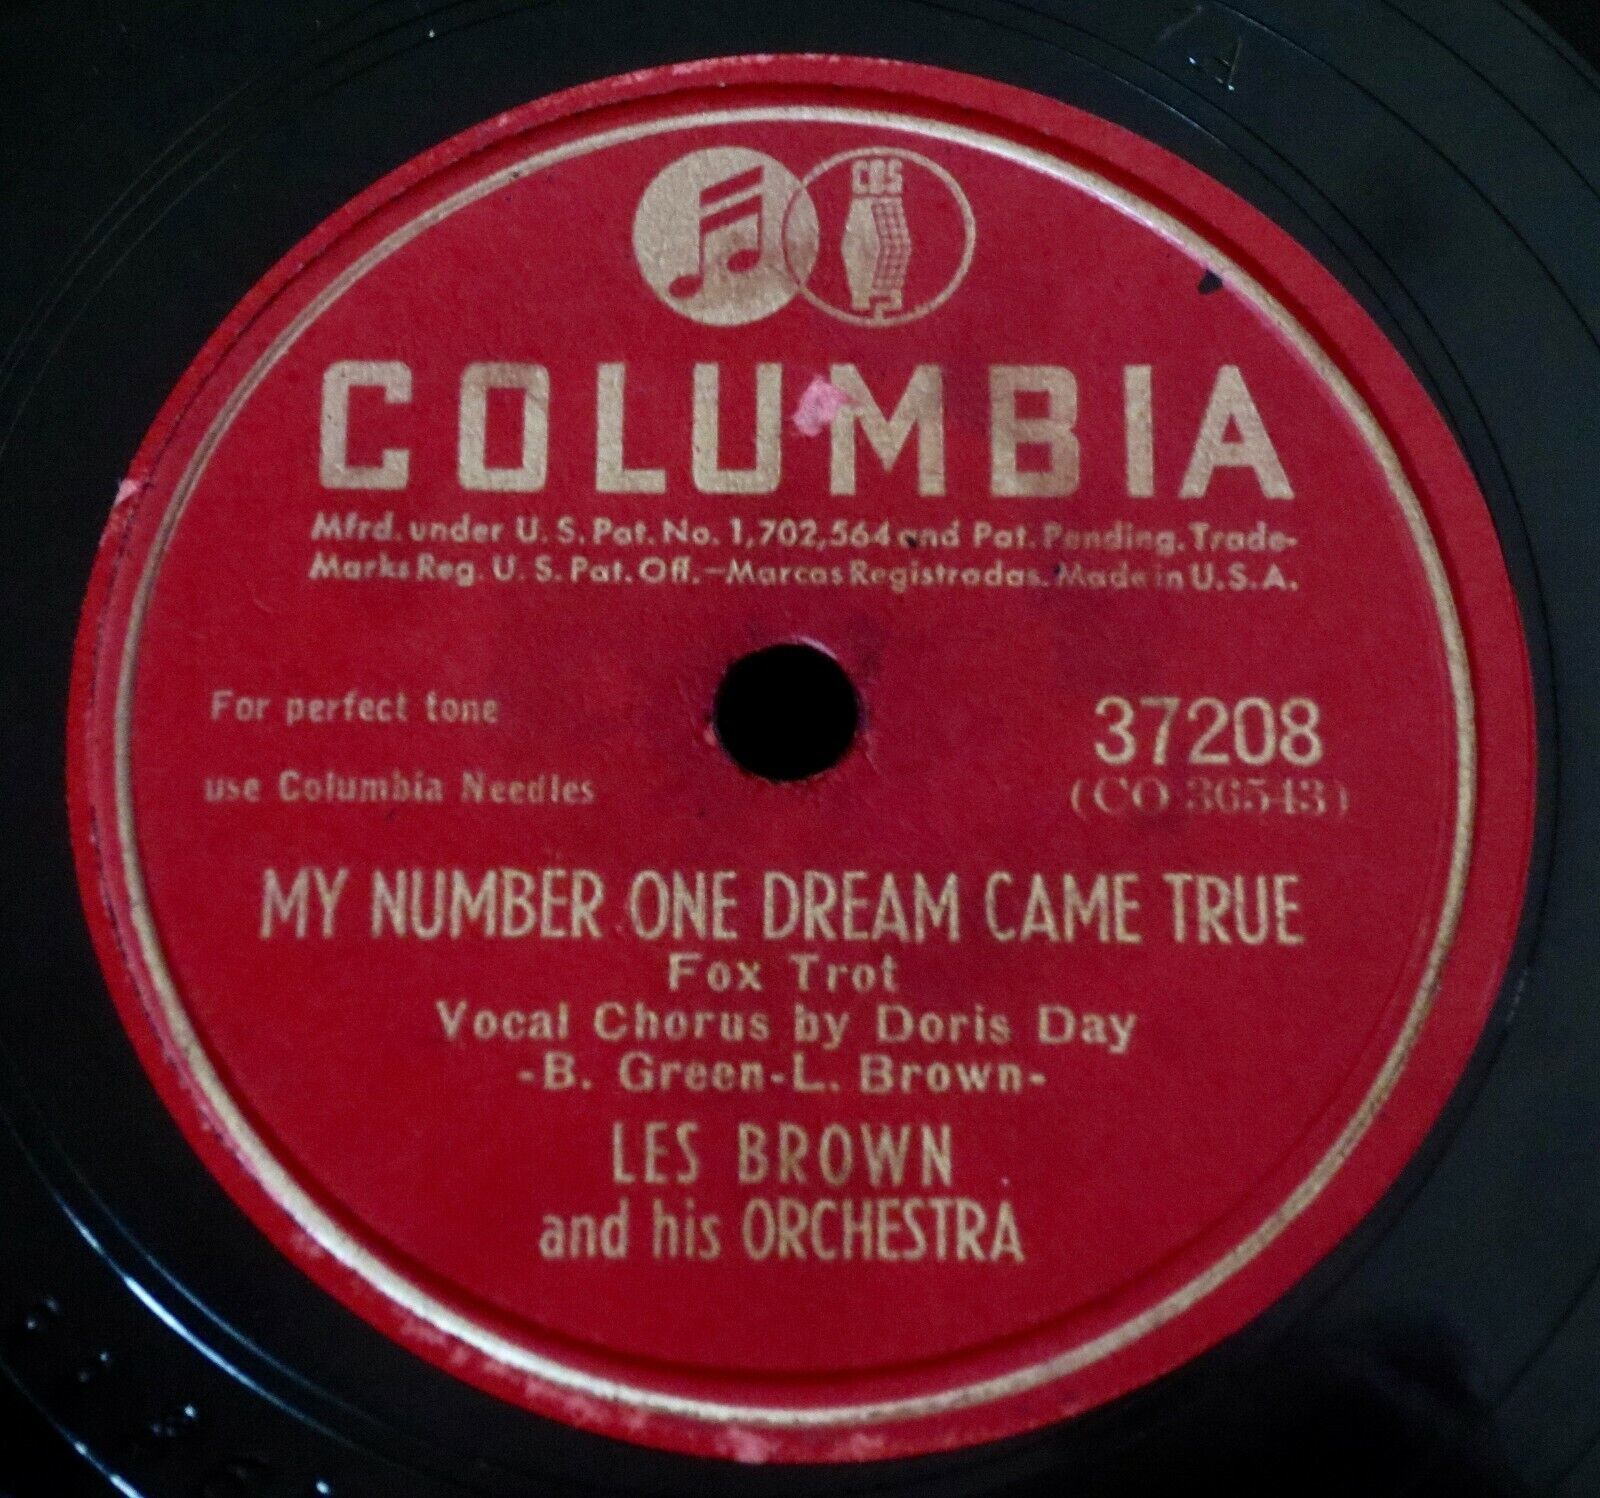 A
CBS
COLUMBIA
Mfrd. under U. S. Pat. No. 1,702,564 and Pat. Pending. Trade-
Marks Reg. U. S. Pat. Off.—Marcas Registradas. Made in U.S.A.
For perfect tone
use Columbia Needles
37208
(CO 36543)
MY NUMBER ONE DREAM CAME TRUE
Fox Trot
Vocal Chorus by Doris Day
-B. Green-L. Brown-
LES BROWN
and his ORCHESTRA